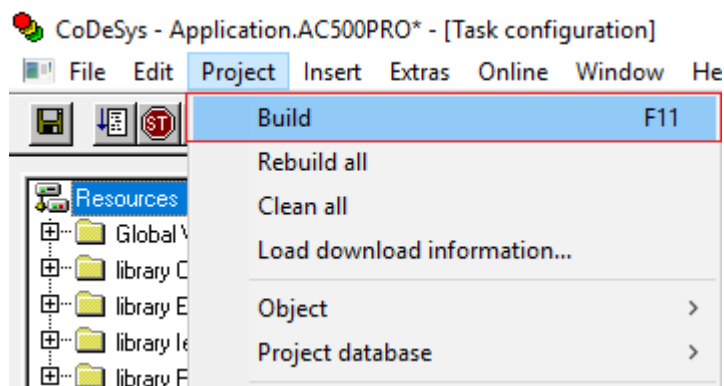 CoDeSys - Application.AC500PRO* - [Task configuration]
File Edit Project Insert Extras Online Window
ST
Build F11
Rebuild all
Clean all
Load download information...
Resources
Global
library
library
library
library
Object
Project database